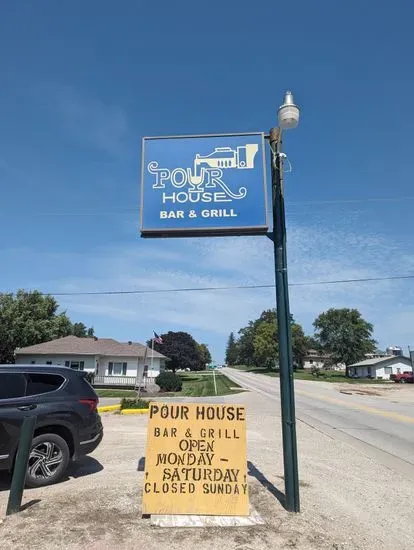 POUR
HOUSE
BAR & GRILL
POUR HOUSE
BAR & GRILL
OPEN
MONDAY -
SATURDAY
CLOSED SUNDAY